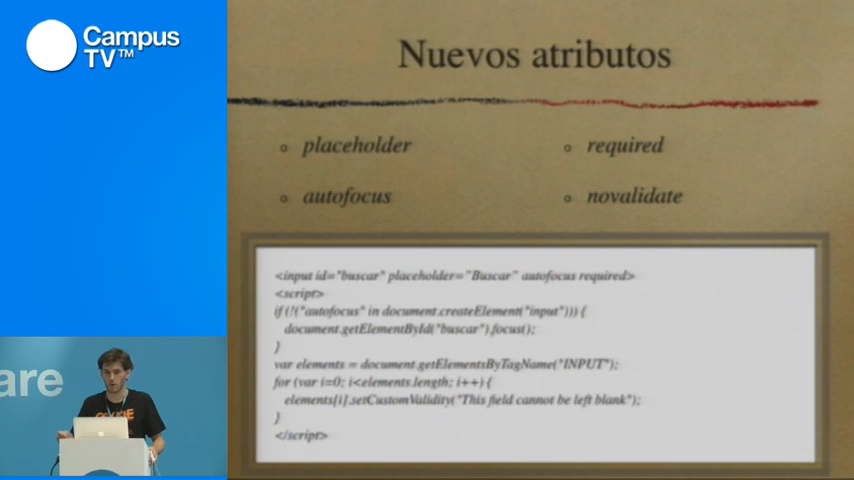 Campus
TV™
Nuevos atributos
placeholder
required
autofocus
novalidate
<input id="buscar" placeholder="Buscar" autofocus required>
<script>
if (!("autofocus" in document.createElement("input"))) {
document.getElementById("buscar").focus();
}
var elements = document.getElementsByTagName("INPUT");
for (var i=0; i<elements.length; i++) {
elements[i].setCustomValidity("This field cannot be left blank");
}
</script>
are